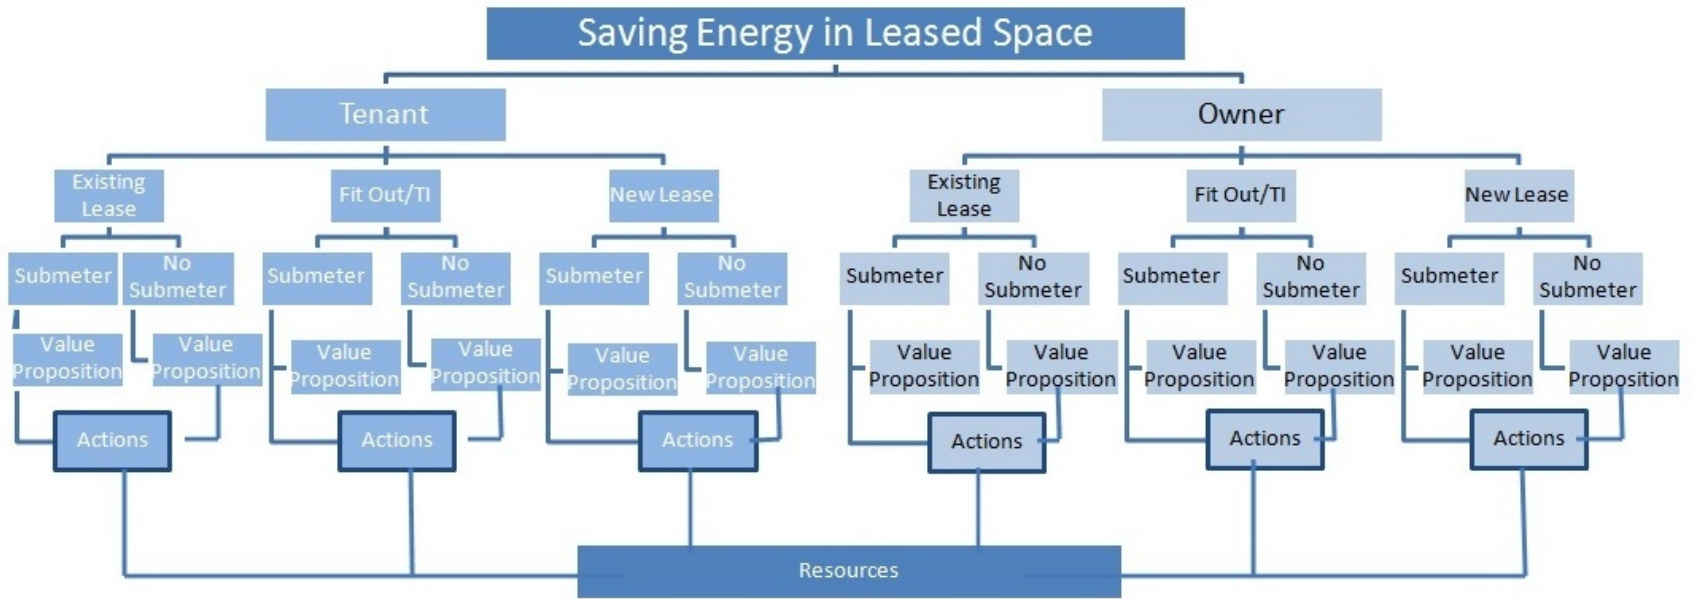 Saving Energy in Leased Space
Tenant
Owner
Existing
Lease
Fit Out/TI
New Lease
Existing
Lease
Fit Out/TI
New Lease
Submeter
No
Submeter
Submeter
No
Submeter
Submeter
No
Submeter
Submeter
No
Submeter
Submeter
No
Submeter
Submeter
No
Submeter
Value
Proposition
Value
Proposition
Value
Proposition
Value
Proposition
Value
Proposition
Value
Proposition
Value
Proposition
Value
Proposition
Value
Proposition
Value
Proposition
Value
Proposition
Value
Proposition
Actions
Actions
Actions
Actions
Actions
Actions
Resources